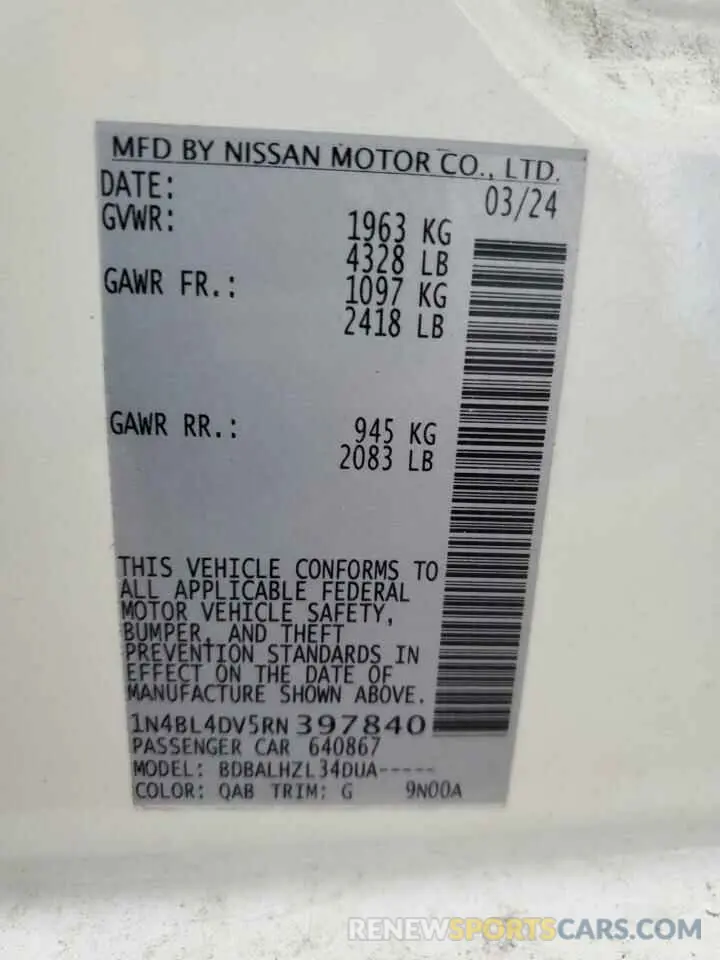 MFD BY NISSAN MOTOR CO., LTD.
DATE: 03/24
GVWR: 1963 KG
4328 LB
GAWR FR.: 1097 KG
2418 LB
GAWR RR.: 945 KG
2083 LB
THIS VEHICLE CONFORMS TO
ALL APPLICABLE FEDERAL
MOTOR VEHICLE SAFETY,
BUMPER, AND THEFT
PREVENTION STANDARDS IN
EFFECT ON THE DATE OF
MANUFACTURE SHOWN ABOVE.
1N4BL4DV5RN397840
PASSENGER CAR 640867
MODEL: BDBALHZL34DUA-----
COLOR: QAB TRIM: G 9N00A
RENEWSPORTSCARS.COM